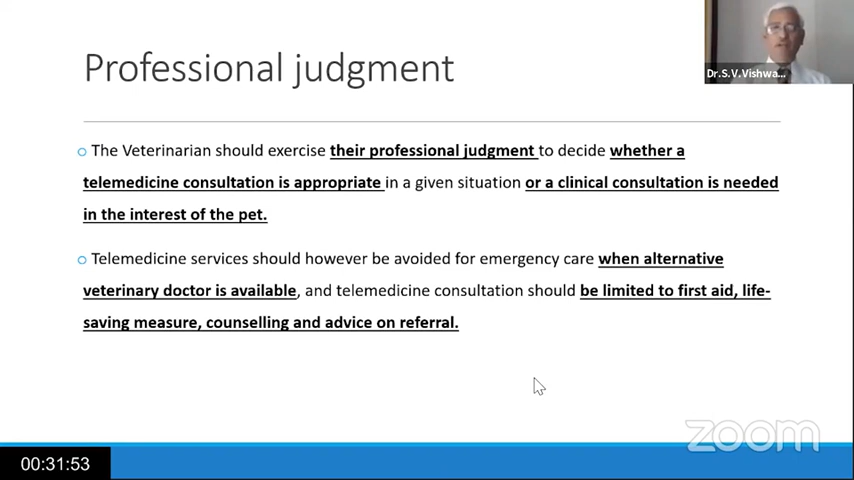 Professional judgment
Dr.S.V.Vishwa...
The Veterinarian should exercise their professional judgment to decide whether a
telemedicine consultation is appropriate in a given situation or a clinical consultation is needed
in the interest of the pet.
Telemedicine services should however be avoided for emergency care when alternative
veterinary doctor is available, and telemedicine consultation should be limited to first aid, life-
saving measure, counselling and advice on referral.
zoom
00:31:53